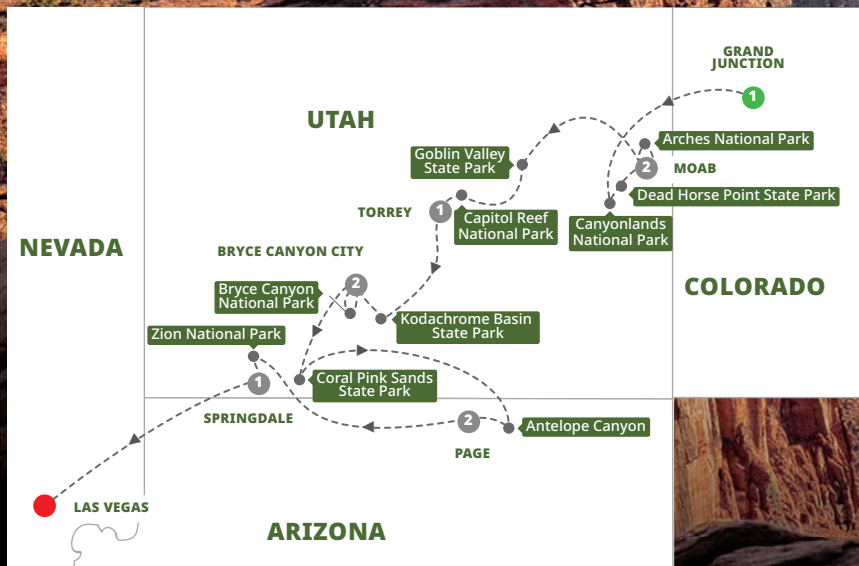 GRAND
JUNCTION
1
UTAH
Arches National Park
Goblin Valley
State Park
2
MOAB
Dead Horse Point State Park
TORREY
1
Capitol Reef
National Park
Canyonlands
National Park
NEVADA
BRYCE CANYON CITY
COLORADO
2
Bryce Canyon
National Park
Kodachrome Basin
State Park
Zion National Park
1
Coral Pink Sands
State Park
SPRINGDALE
2
Antelope Canyon
PAGE
LAS VEGAS
ARIZONA